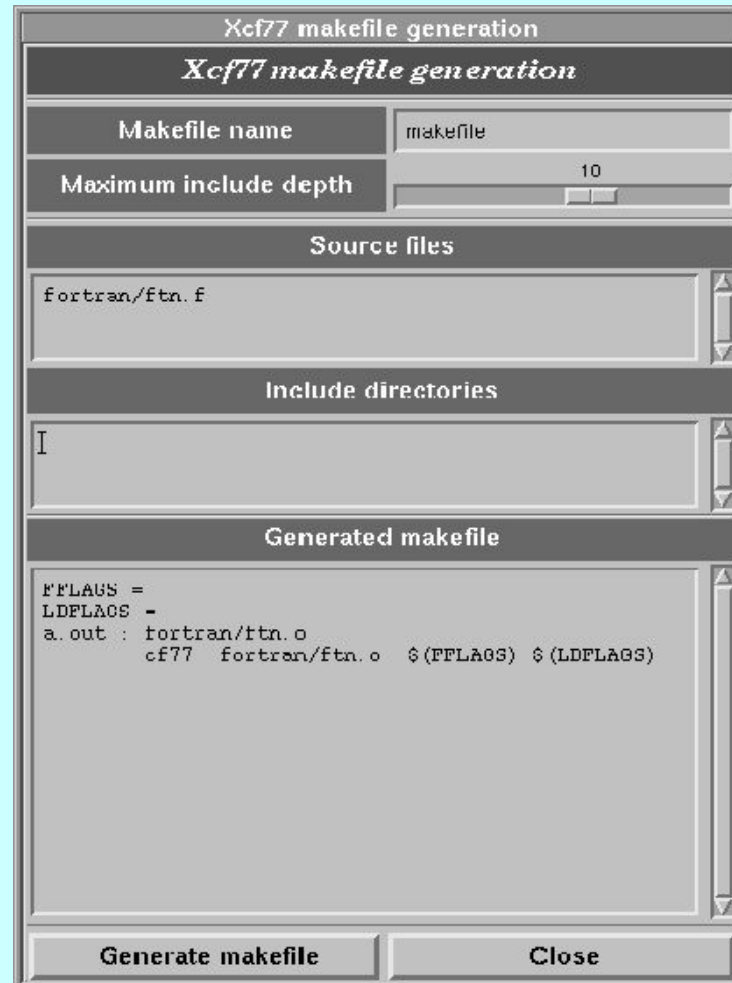 Xcf77 makefile generation
Xcf77 makefile generation
Makefile name
makefile
Maximum include depth
10
Source files
fortran/ftn.f
Include directories
Generated makefile
FFLAGS =
LDFLAGS =
a.out : fortran/ftn.o
cf77 fortran/ftn.o $(FFLAGS) $(LDFLAGS)
Generate makefile
Close